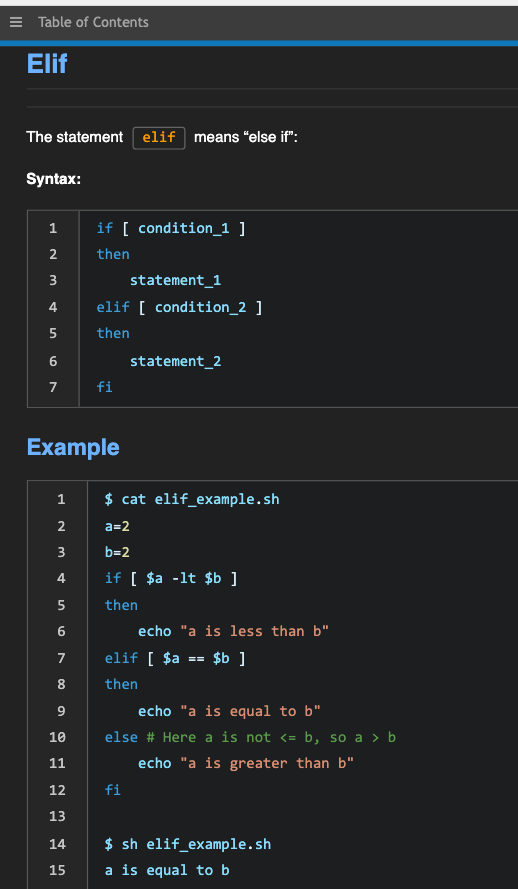 Table of Contents
Elif
The statement elif means “else if”:
Syntax:
1 if [ condition_1 ]
2 then
3     statement_1
4 elif [ condition_2 ]
5 then
6     statement_2
7 fi
Example
1 $ cat elif_example.sh
2 a=2
3 b=2
4 if [ $a -lt $b ]
5 then
6     echo "a is less than b"
7 elif [ $a == $b ]
8 then
9     echo "a is equal to b"
10 else # Here a is not <= b, so a > b
11     echo "a is greater than b"
12 fi
13
14 $ sh elif_example.sh
15 a is equal to b